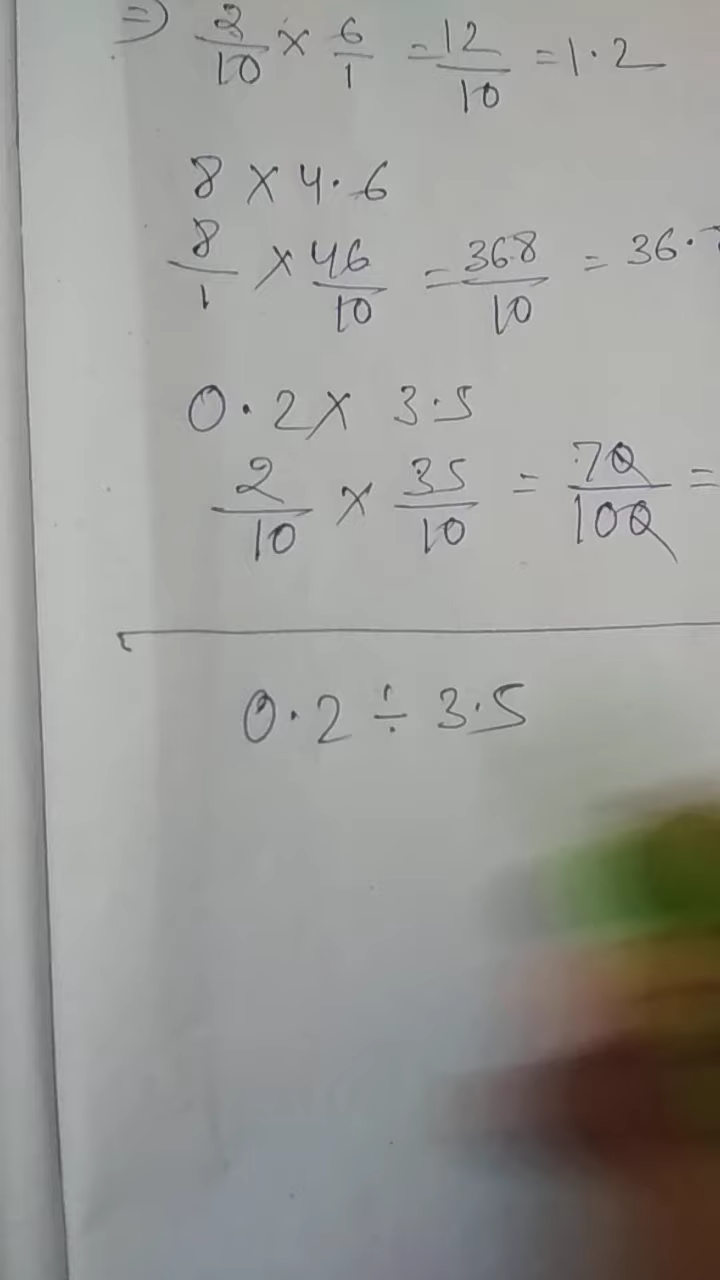 ⇒ 2/10 × 6/1 = 12/10 = 1.2
8 × 4.6
8/1 × 46/10 = 368/10 = 36.
0.2 × 3.5
2/10 × 35/10 = 70/100 =
0.2 ÷ 3.5